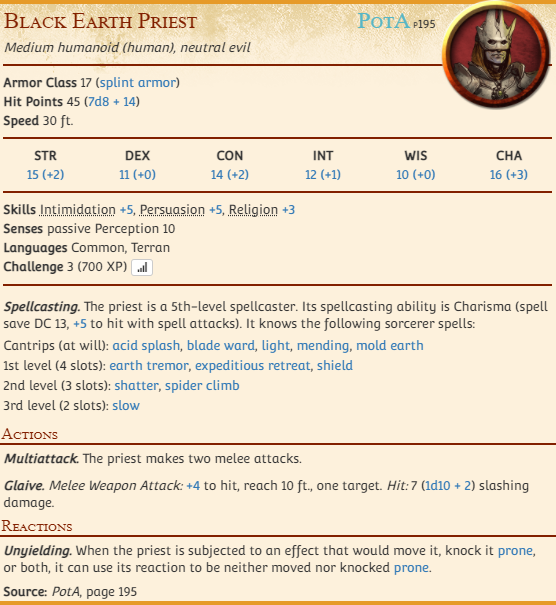 Black Earth Priest PotA P195
Medium humanoid (human), neutral evil
Armor Class 17 (splint armor)
Hit Points 45 (7d8 + 14)
Speed 30 ft.
STR DEX CON INT WIS CHA
15 (+2) 11 (+0) 14 (+2) 12 (+1) 10 (+0) 16 (+3)
Skills Intimidation +5, Persuasion +5, Religion +3
Senses passive Perception 10
Languages Common, Terran
Challenge 3 (700 XP)
Spellcasting. The priest is a 5th-level spellcaster. Its spellcasting ability is Charisma (spell
save DC 13, +5 to hit with spell attacks). It knows the following sorcerer spells:
Cantrips (at will): acid splash, blade ward, light, mending, mold earth
1st level (4 slots): earth tremor, expeditious retreat, shield
2nd level (3 slots): shatter, spider climb
3rd level (2 slots): slow
Actions
Multiattack. The priest makes two melee attacks.
Glaive. Melee Weapon Attack: +4 to hit, reach 10 ft., one target. Hit: 7 (1d10 + 2) slashing
damage.
Reactions
Unyielding. When the priest is subjected to an effect that would move it, knock it prone,
or both, it can use its reaction to be neither moved nor knocked prone.
Source: PotA, page 195